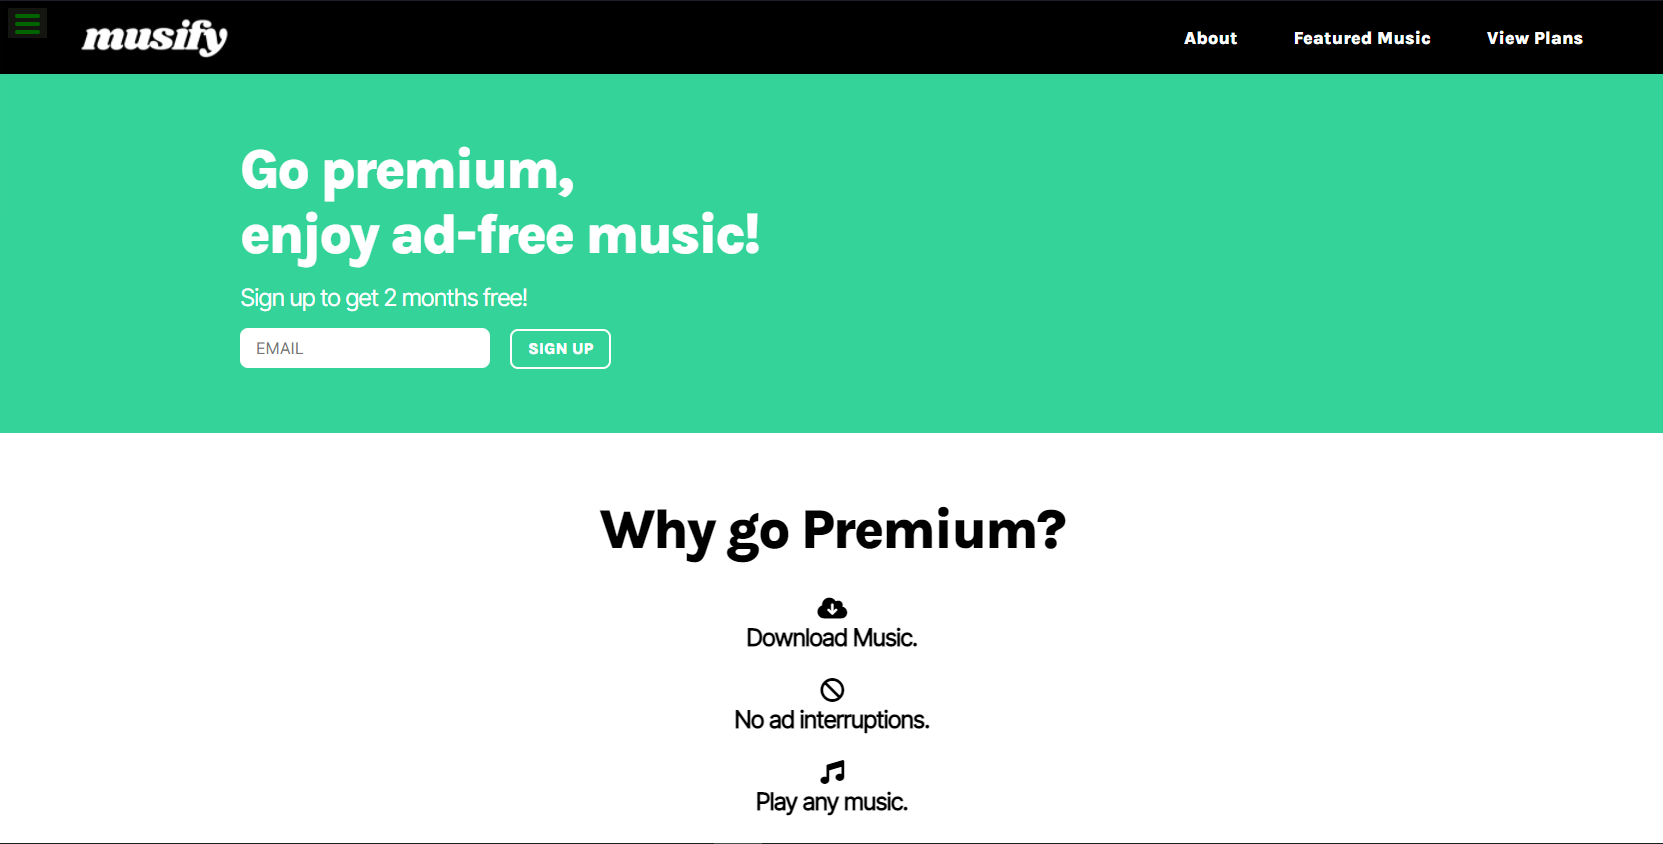 musify
About
Featured Music
View Plans
Go premium,
enjoy ad-free music!
Sign up to get 2 months free!
EMAIL
SIGN UP
Why go Premium?
Download Music.
No ad interruptions.
Play any music.